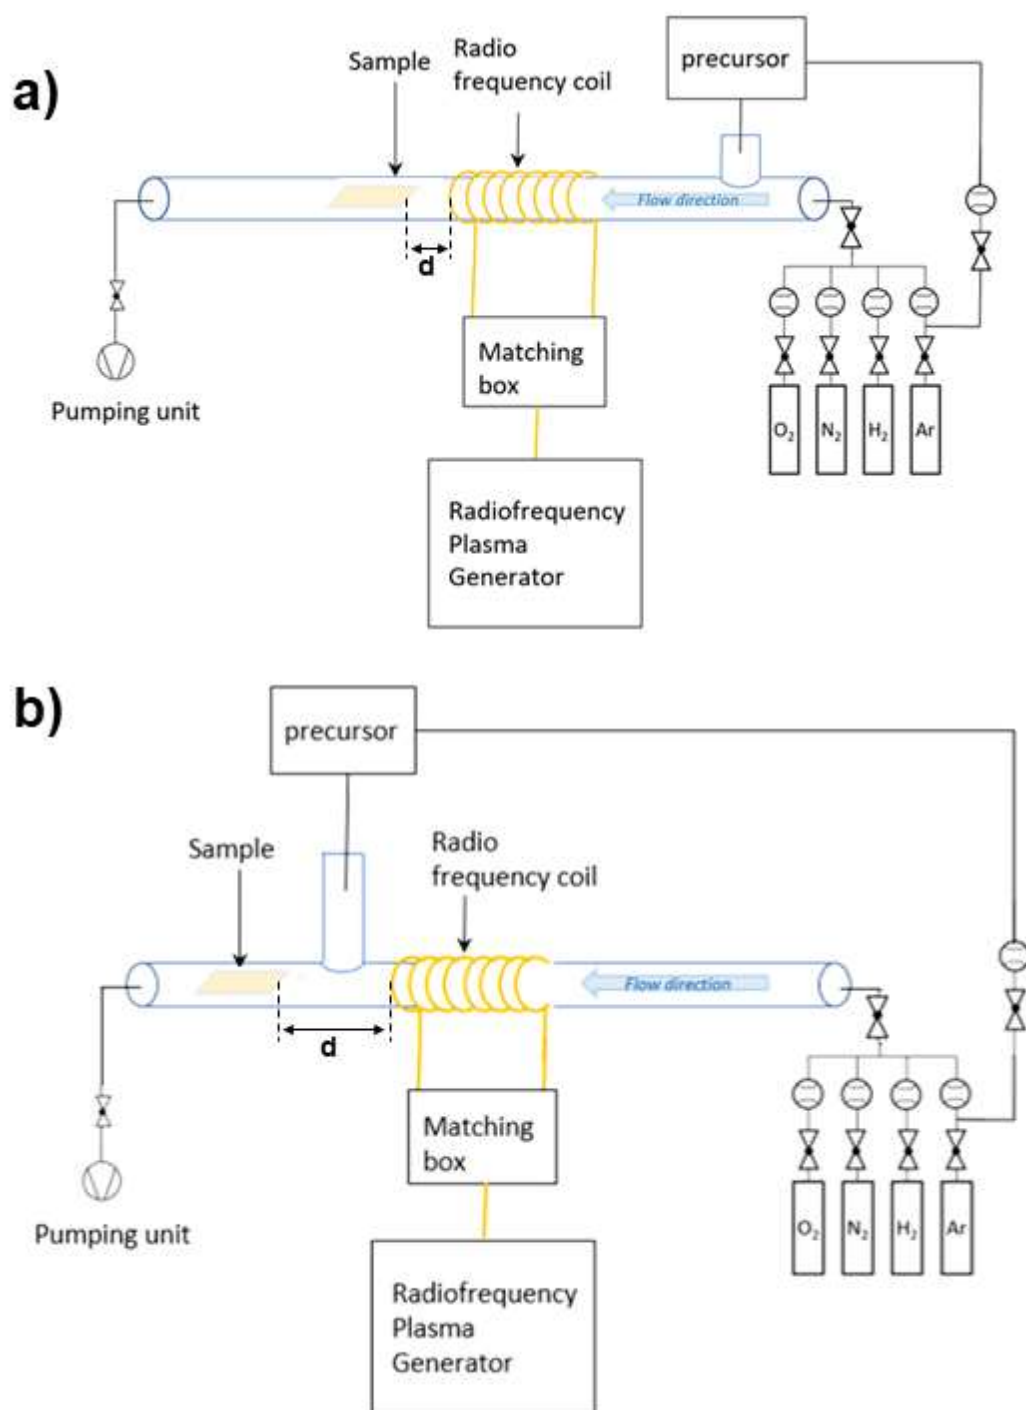 a)
Sample
Radio
frequency coil
precursor
Flow direction
d
Matching
box
Pumping unit
O₂
N₂
H₂
Ar
Radiofrequency
Plasma
Generator
b)
precursor
Sample
Radio
frequency coil
Flow direction
d
Matching
box
O₂
N₂
H₂
Ar
Pumping unit
Radiofrequency
Plasma
Generator